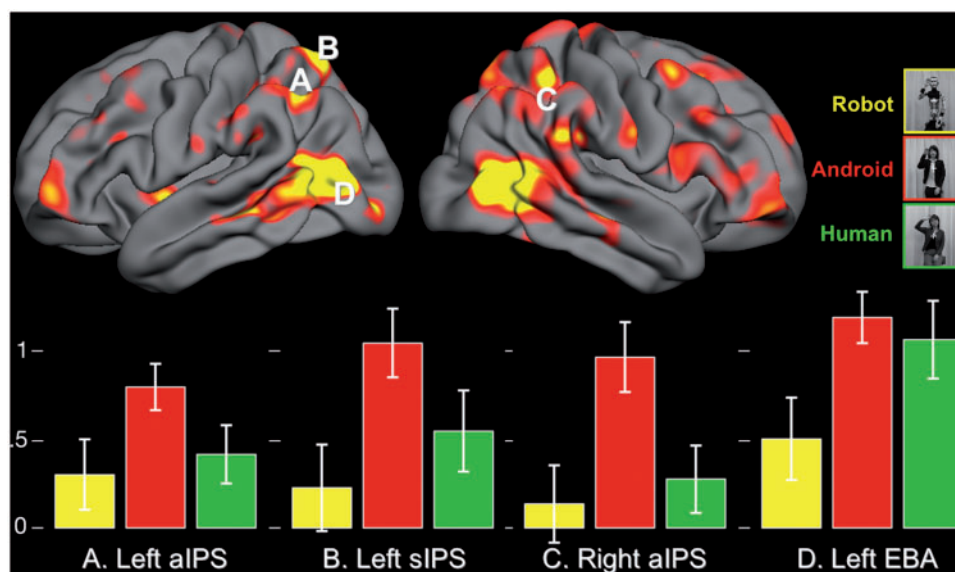 B
A
C
D
Robot
Android
Human
1
.5
0
A. Left aIPS
B. Left sIPS
C. Right aIPS
D. Left EBA